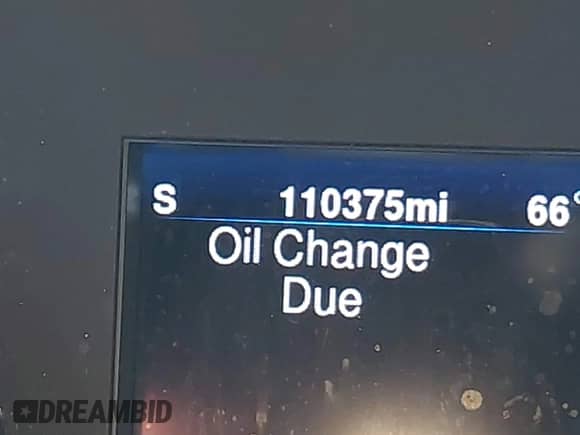 S 110375mi 66°
Oil Change
Due
DREAMBID